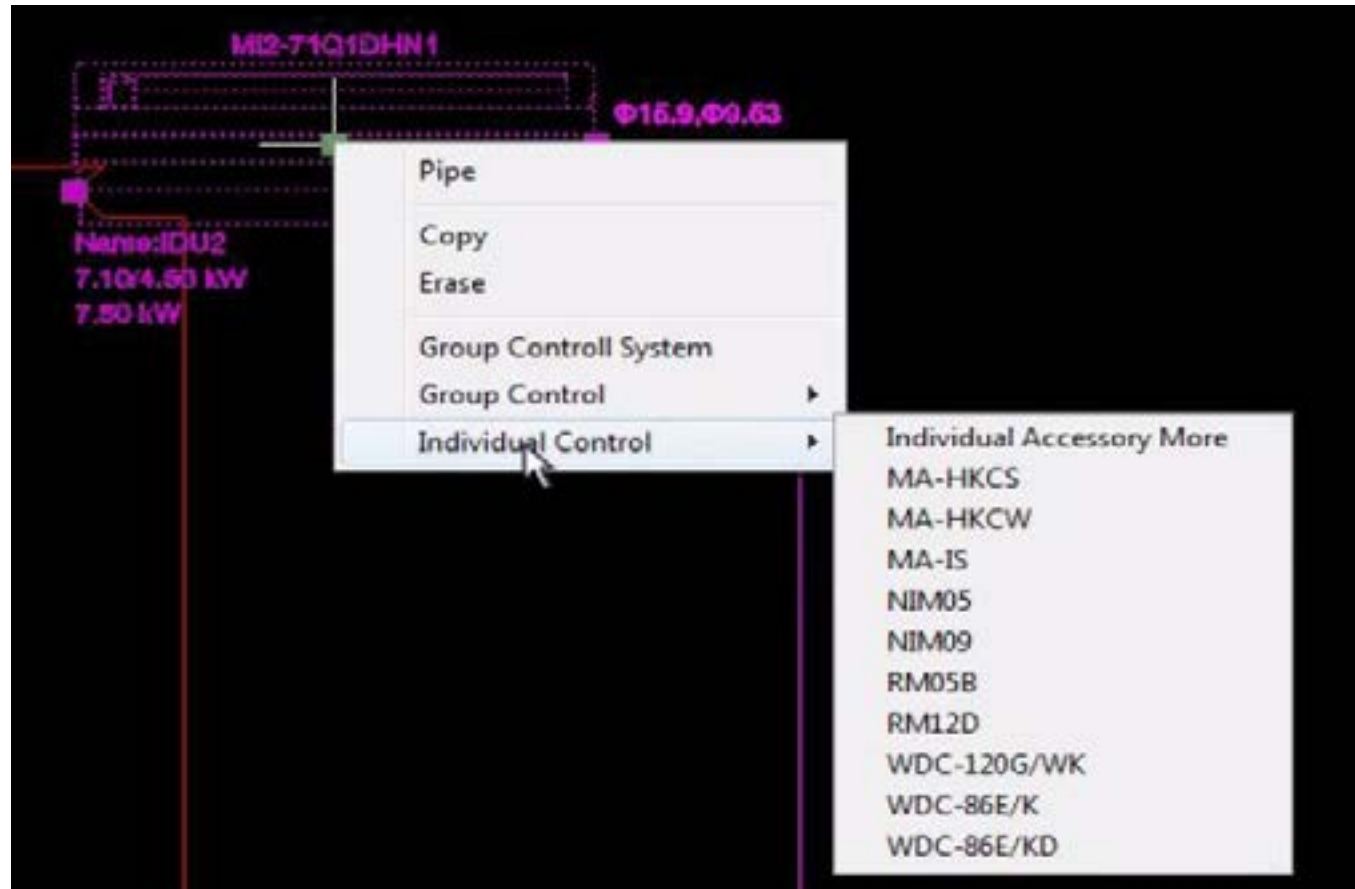 MI2-71Q1DHN1
Φ15.9,Φ9.53
Pipe
Copy
Erase
Group Controll System
Group Control
Individual Control
Name:IDU2
7.10/4.50 kW
7.50 kW
Individual Accessory More
MA-HKCS
MA-HKCW
MA-IS
NIM05
NIM09
RM05B
RM12D
WDC-120G/WK
WDC-86E/K
WDC-86E/KD